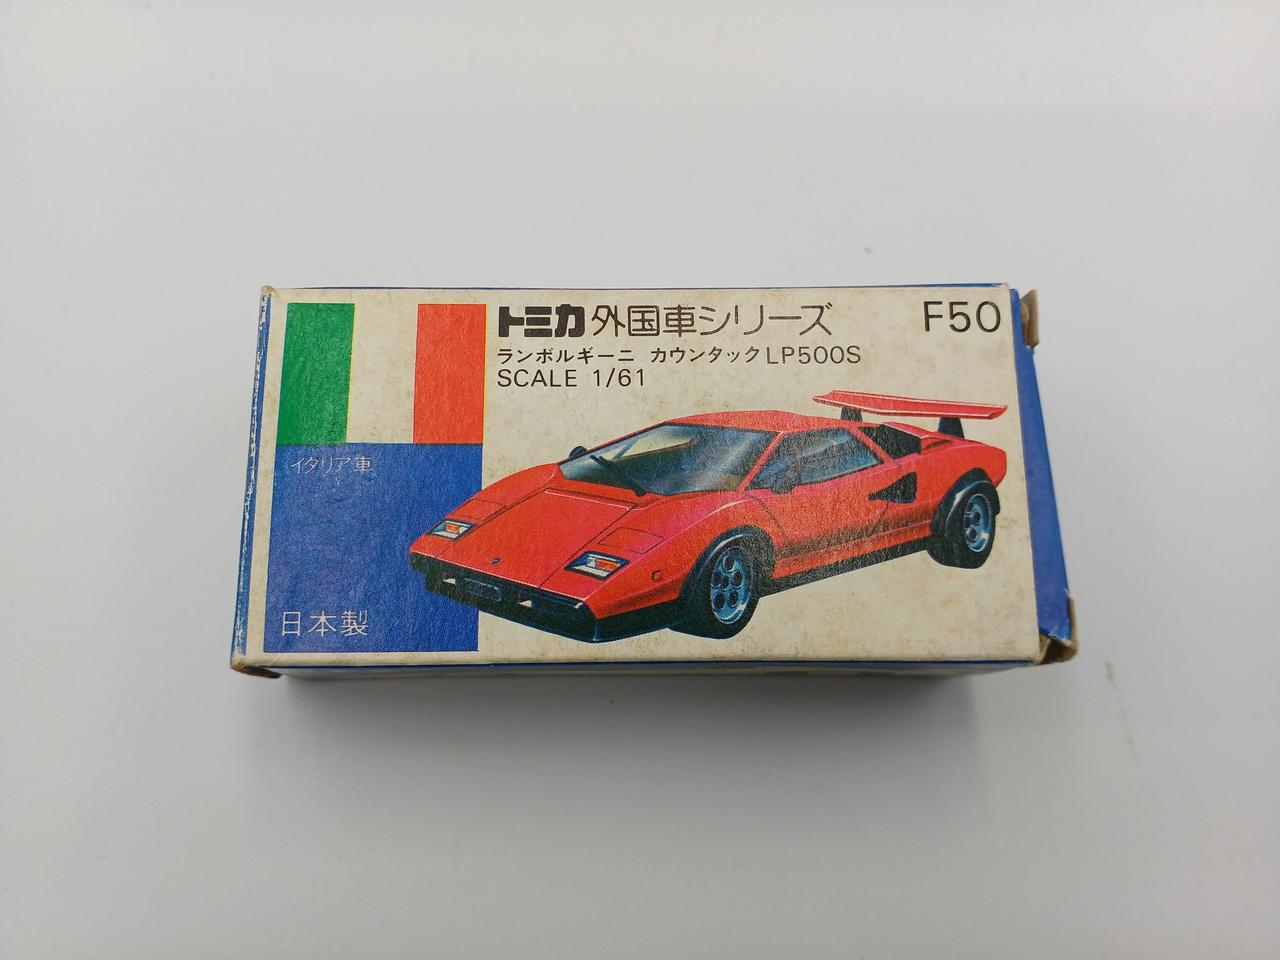 トミカ 外国車シリーズ F50
ランボルギーニ カウンタックLP500S
SCALE 1/61
イタリア車
日本製